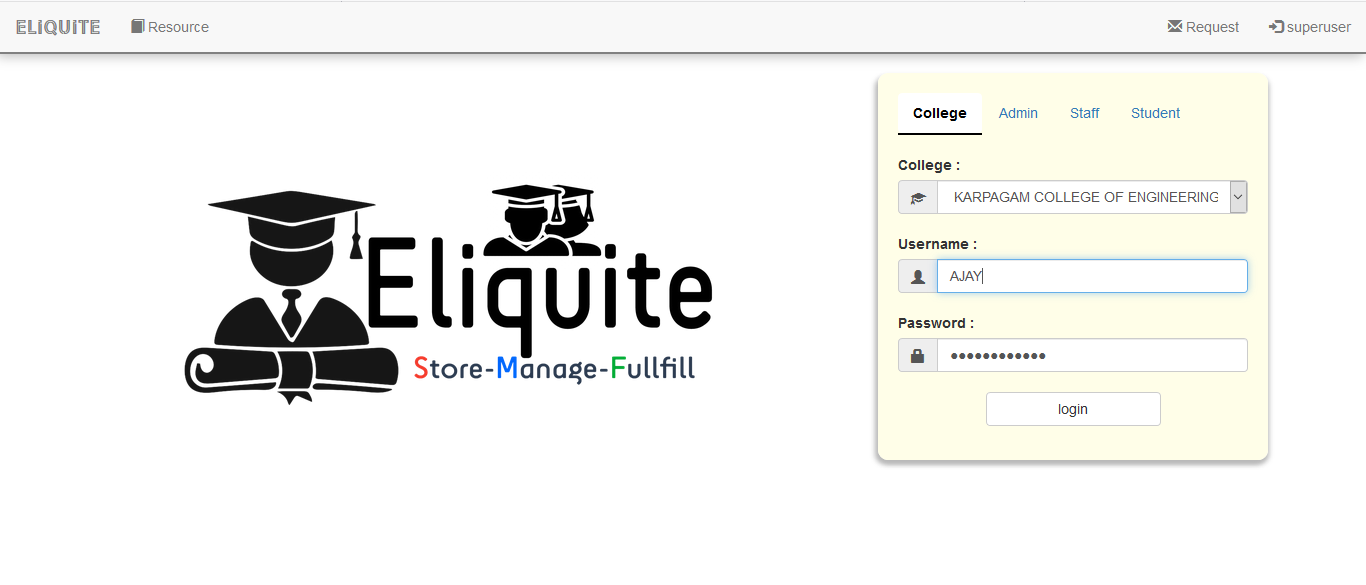 ELiQUiTE Resource Request superuser
College Admin Staff Student
College :
KARPAGAM COLLEGE OF ENGINEERING
Username :
AJAY
Password :
••••••••••••
login
Eliquite
Store-Manage-Fullfill